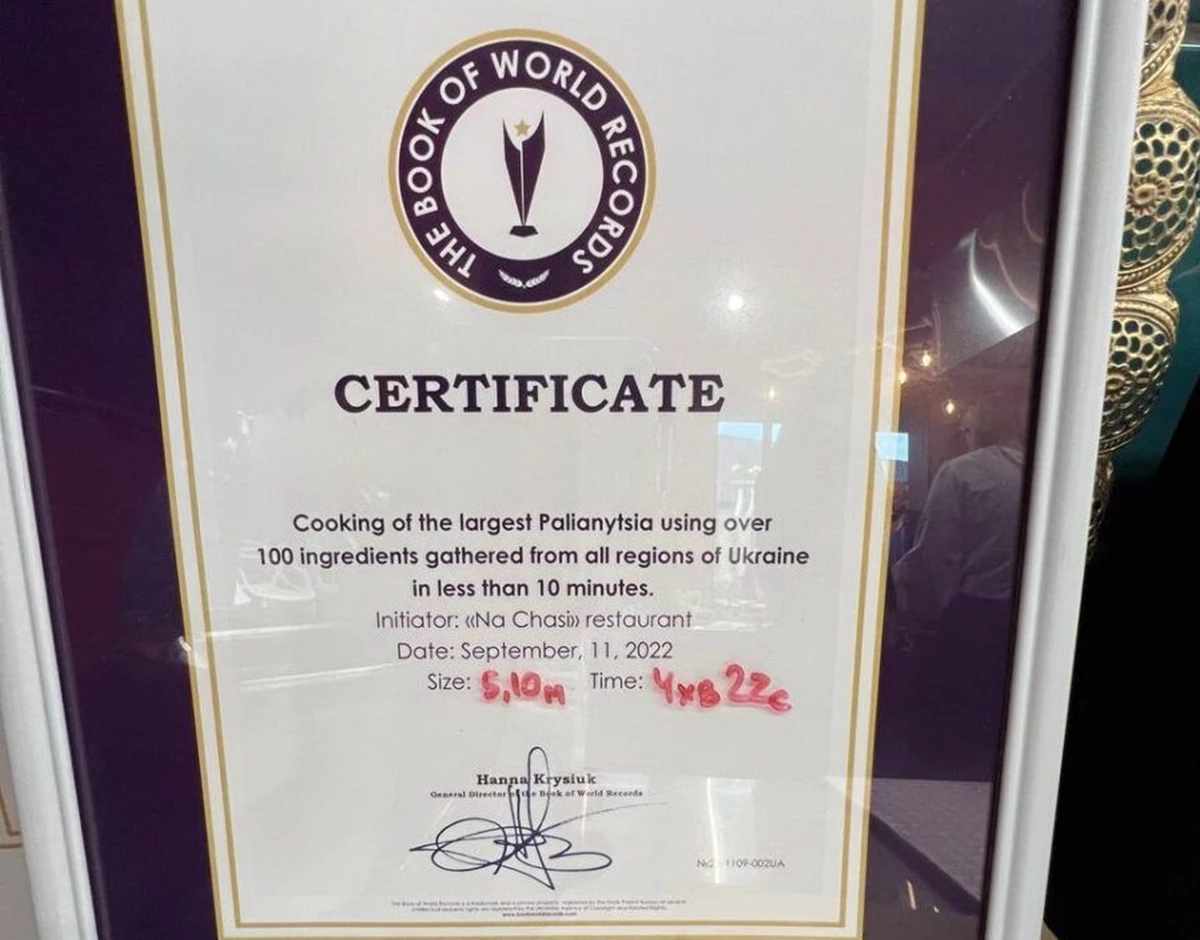 THE BOOK OF WORLD RECORDS
CERTIFICATE
Cooking of the largest Palianytsia using over
100 ingredients gathered from all regions of Ukraine
in less than 10 minutes.
Initiator: «Na Chasi» restaurant
Date: September, 11, 2022
Size: 5,10м Time: 4хв 22с
Hanna Krysiuk
General Director of the Book of World Records
1109-002UA